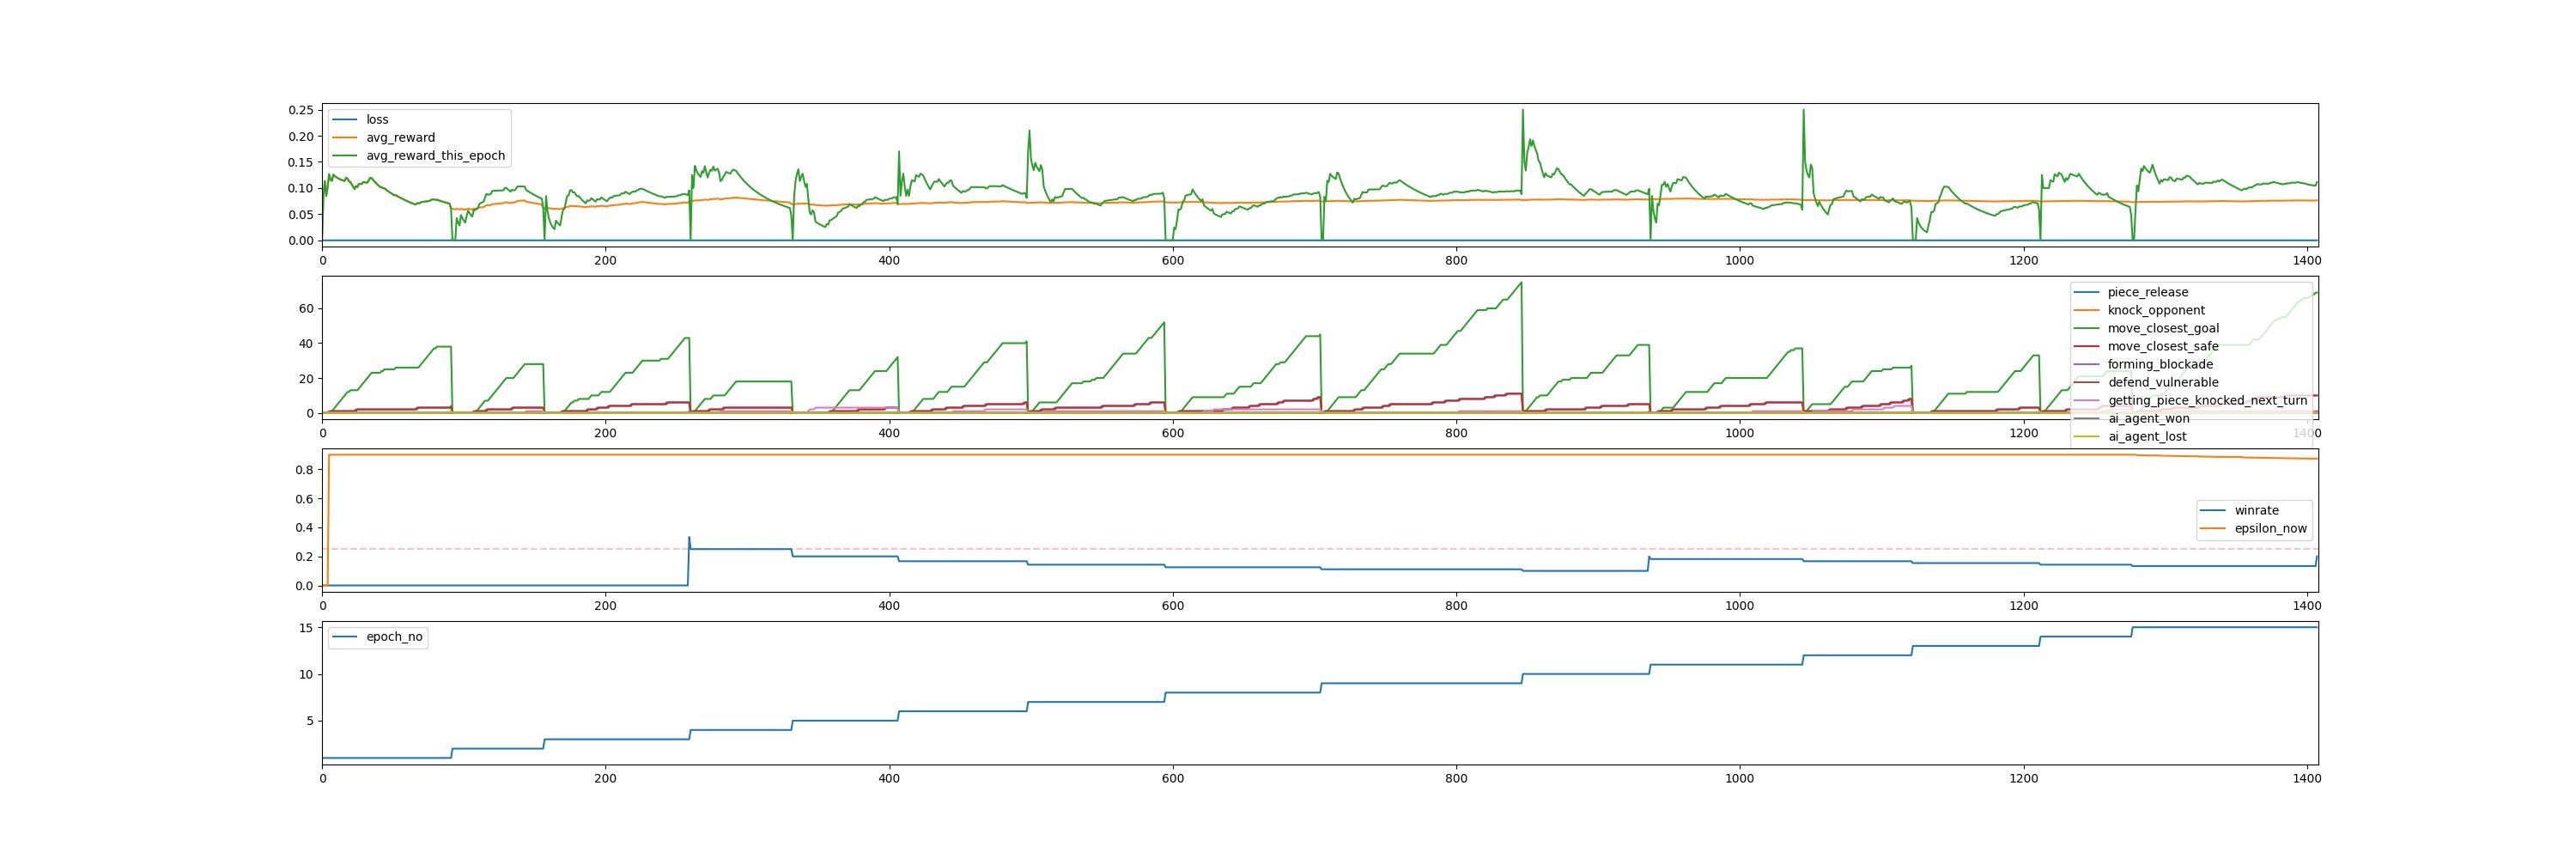 0.25
0.20
0.15
0.10
0.05
0.00
loss
avg_reward
avg_reward_this_epoch
0 200 400 600 800 1000 1200 1400
60
40
20
0
piece_release
knock_opponent
move_closest_goal
move_closest_safe
forming_blockade
defend_vulnerable
getting_piece_knocked_next_turn
ai_agent_won
ai_agent_lost
0 200 400 600 800 1000 1200 1400
0.8
0.6
0.4
0.2
0.0
winrate
epsilon_now
0 200 400 600 800 1000 1200 1400
15
10
5
epoch_no
0 200 400 600 800 1000 1200 1400